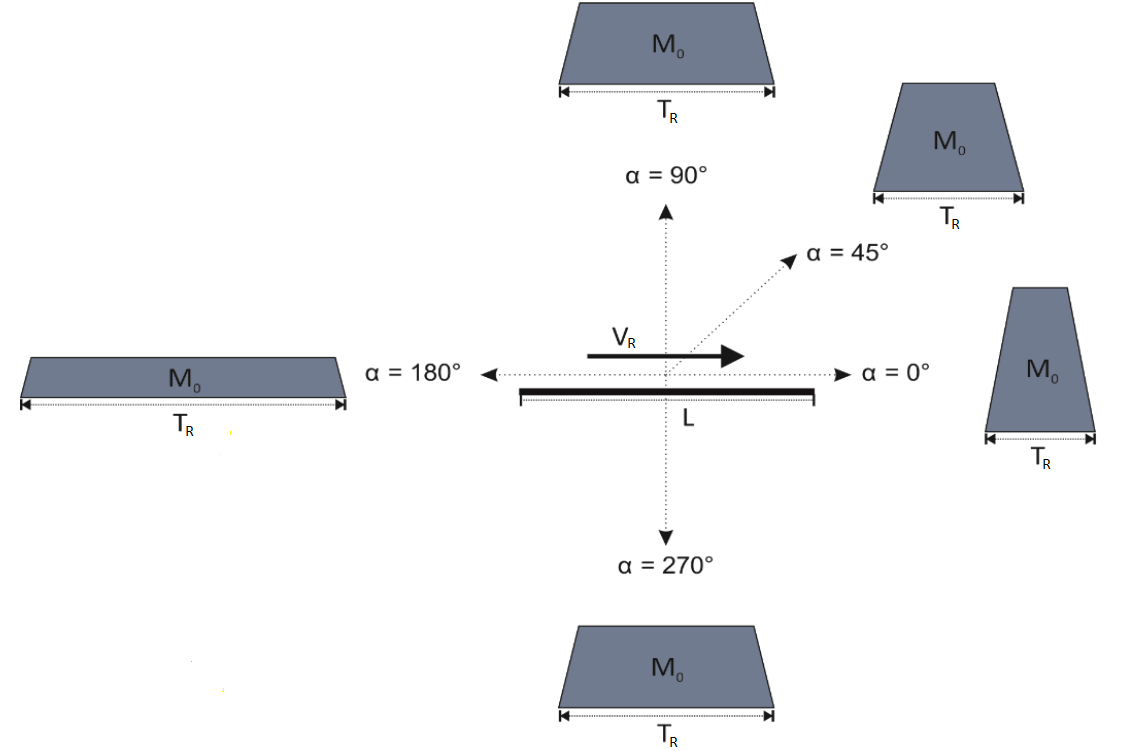 M₀
T_R
M₀
T_R
α = 90°
α = 45°
V_R
M₀
T_R
α = 180°
α = 0°
M₀
T_R
L
α = 270°
M₀
T_R